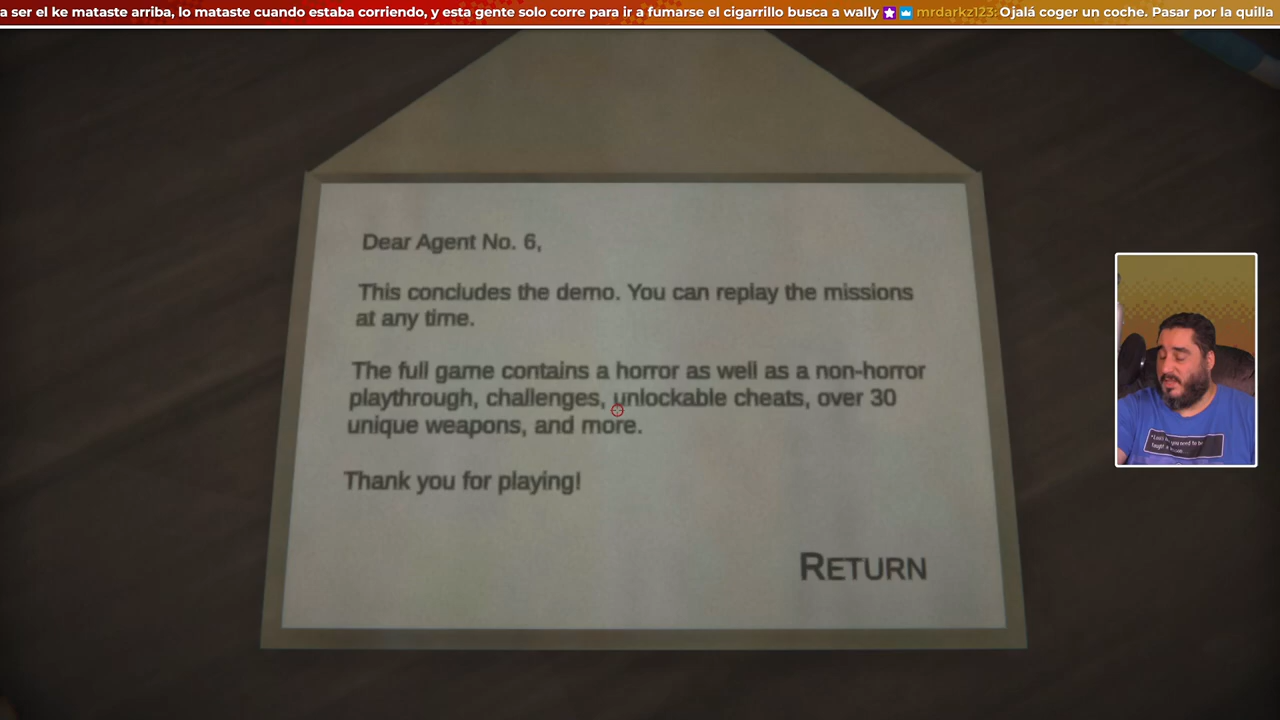 a ser el ke mataste arriba, lo mataste cuando estaba corriendo, y esta gente solo corre para ir a fumarse el cigarrillo busca a wally mrdarkz123: Ojalá coger un coche. Pasar por la quilla
Dear Agent No. 6,
This concludes the demo. You can replay the missions
at any time.
The full game contains a horror as well as a non-horror
playthrough, challenges, unlockable cheats, over 30
unique weapons, and more.
Thank you for playing!
RETURN